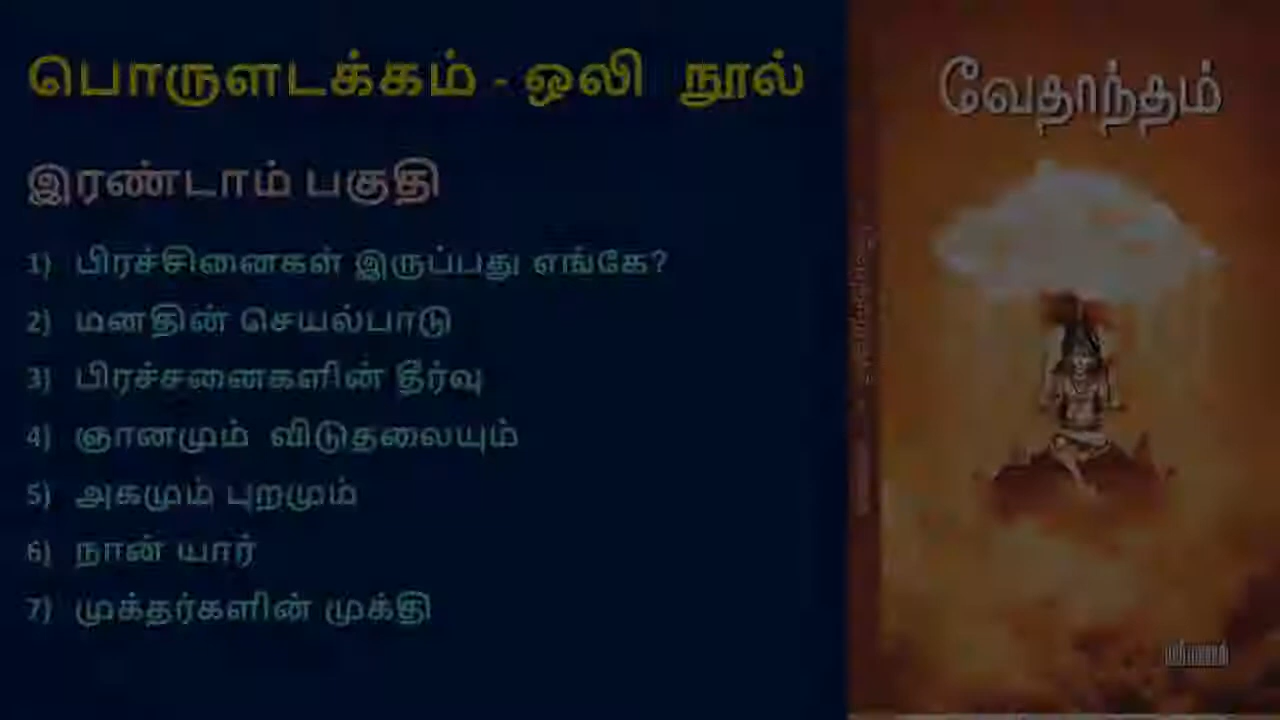 பொருளடக்கம் - ஒலி நூல்
இரண்டாம் பகுதி
1) பிரச்சினைகள் இருப்பது எங்கே?
2) மனதின் செயல்பாடு
3) பிரச்சனைகளின் தீர்வு
4) ஞானமும் விடுதலையும்
5) அகமும் புறமும்
6) நான் யார்
7) முக்தர்களின் முக்தி
வேதாந்தம்